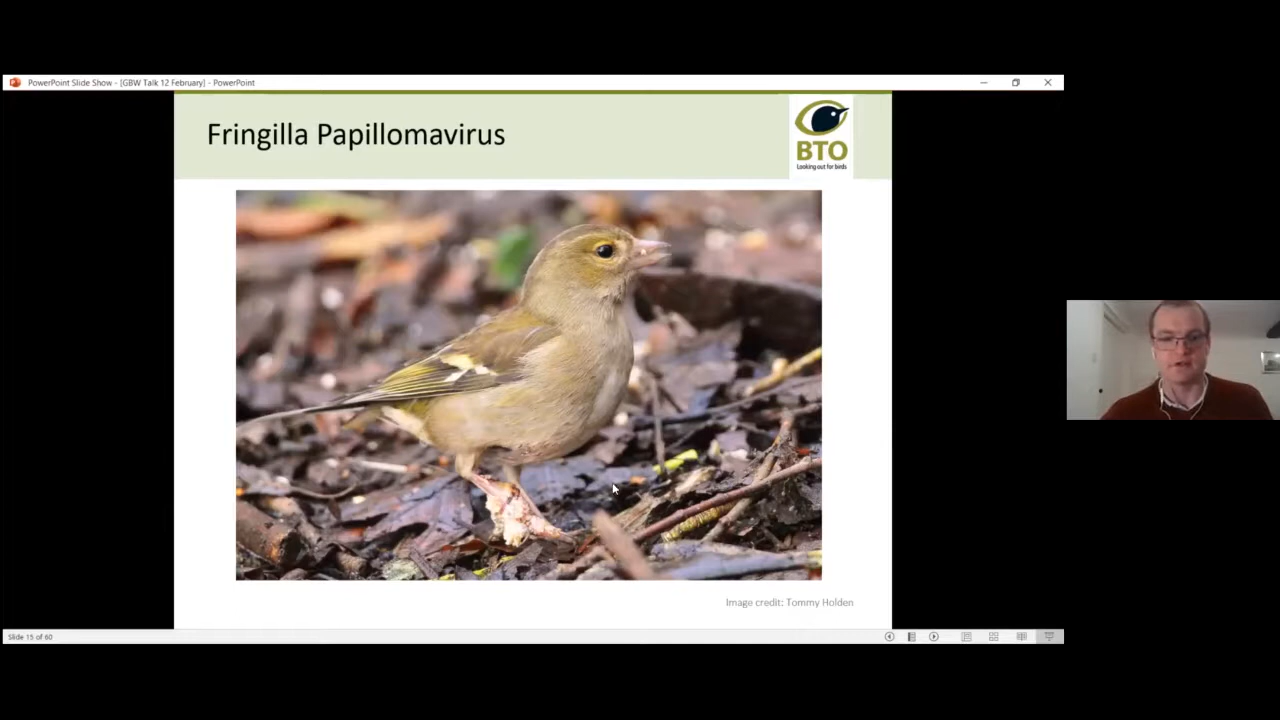 PowerPoint Slide Show - [GBW Talk 12 February] - PowerPoint
Fringilla Papillomavirus
BTO
Looking out for birds
Image credit: Tommy Holden
Slide 15 of 60